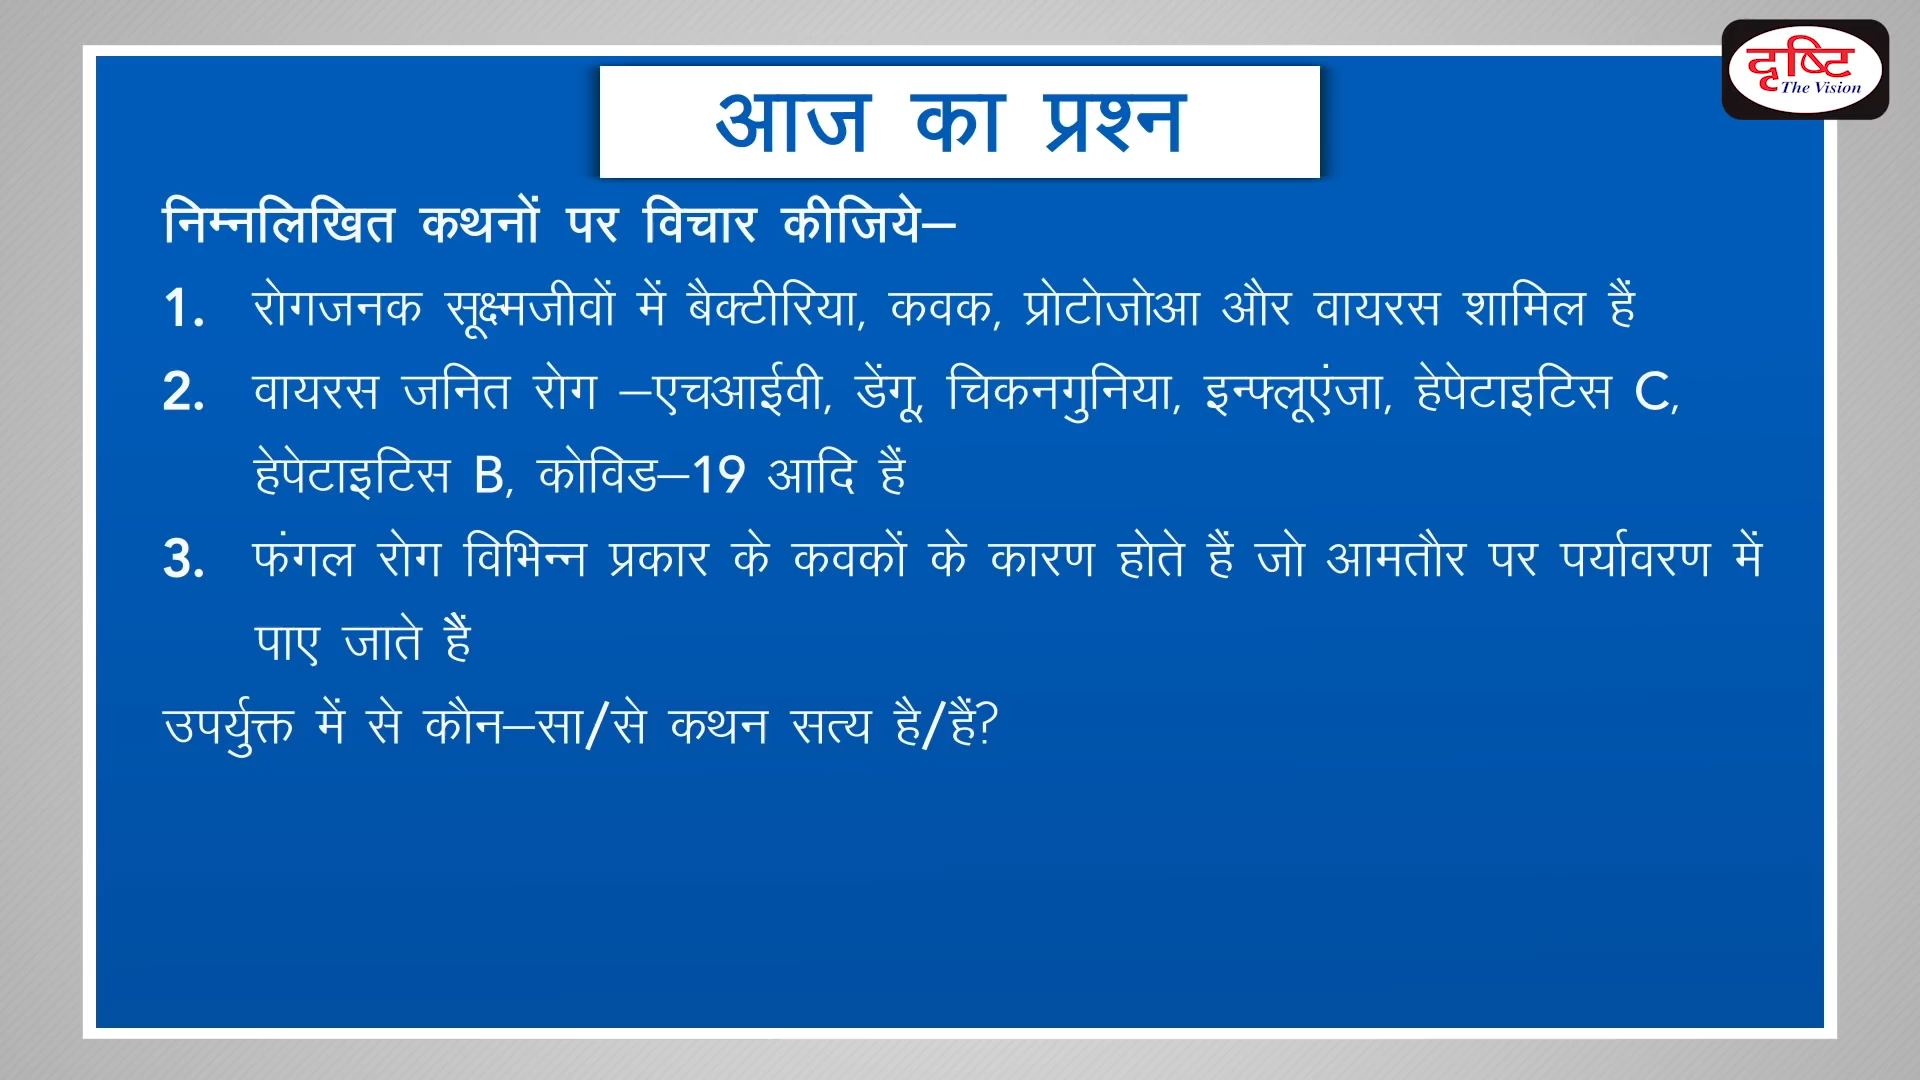 दृष्टि
The Vision
आज का प्रश्न
निम्नलिखित कथनों पर विचार कीजिये–
1. रोगजनक सूक्ष्मजीवों में बैक्टीरिया, कवक, प्रोटोजोआ और वायरस शामिल हैं
2. वायरस जनित रोग –एचआईवी, डेंगू, चिकनगुनिया, इन्फ्लूएंजा, हेपेटाइटिस C,
हेपेटाइटिस B, कोविड–19 आदि हैं
3. फंगल रोग विभिन्न प्रकार के कवकों के कारण होते हैं जो आमतौर पर पर्यावरण में
पाए जाते हैं
उपर्युक्त में से कौन–सा/से कथन सत्य है/हैं?